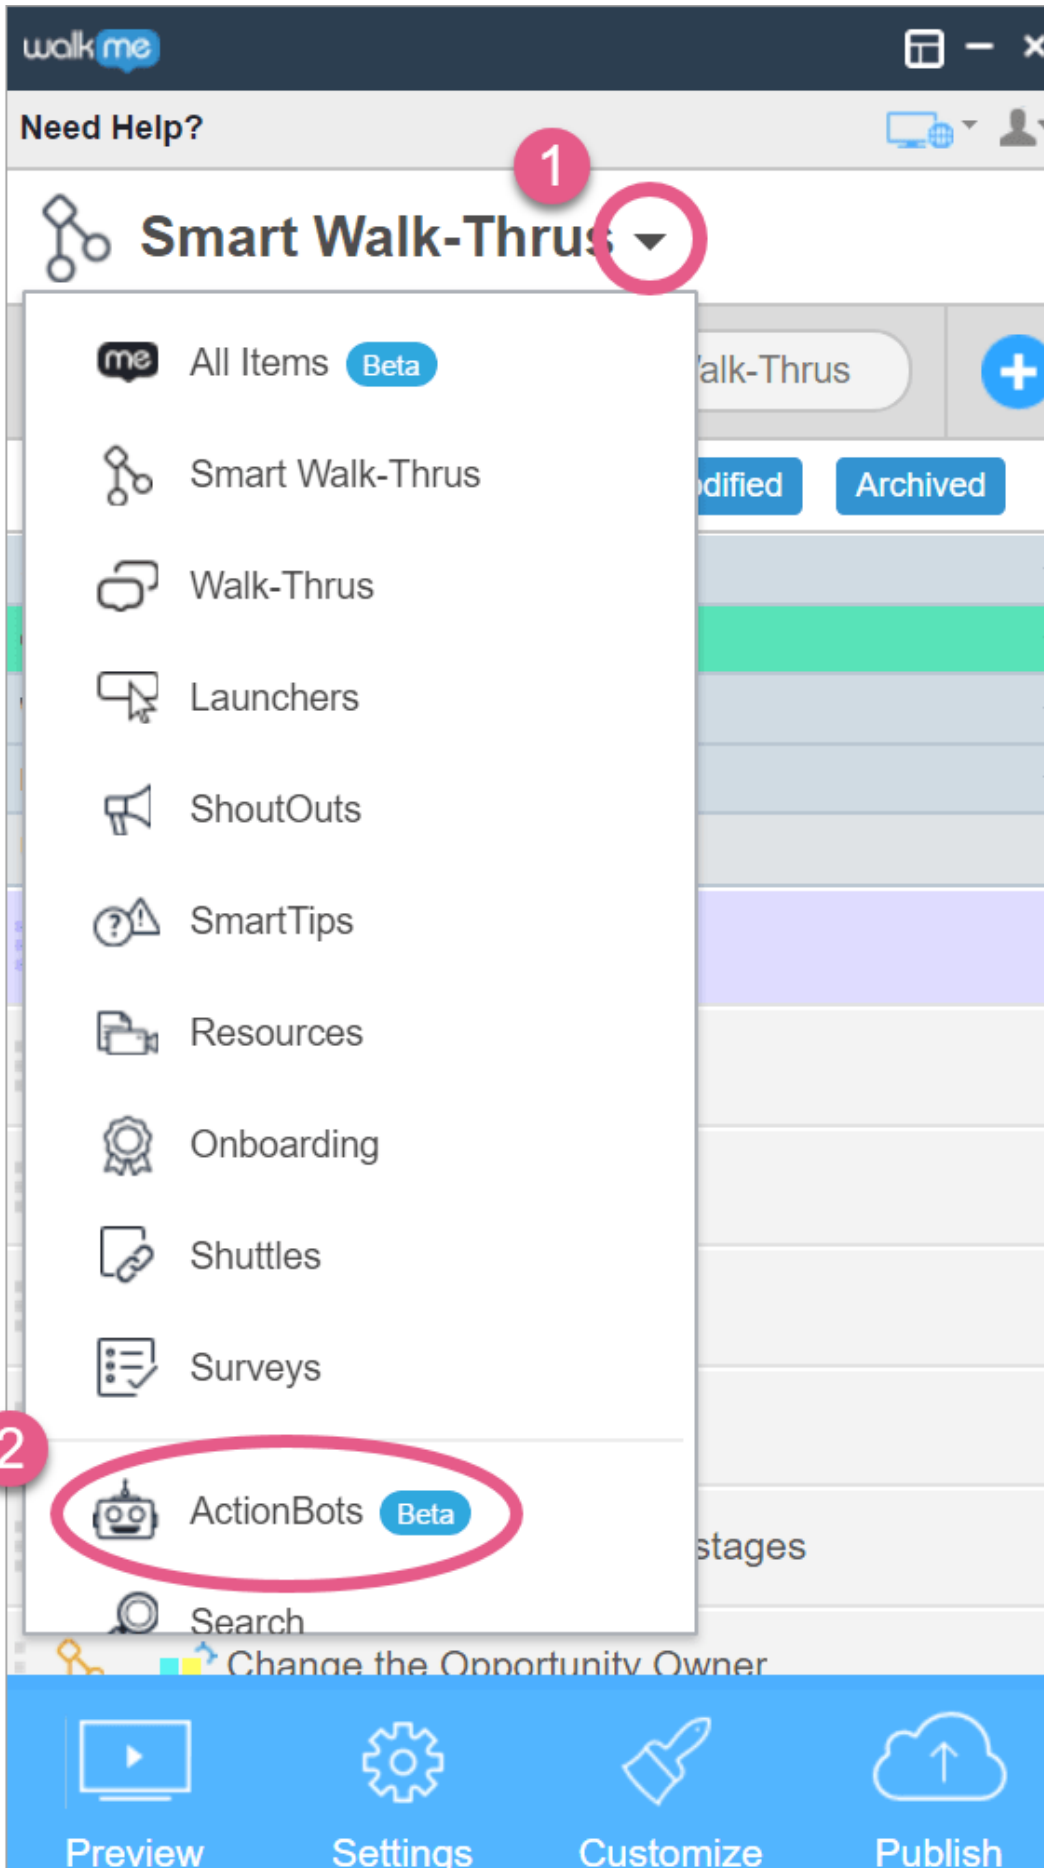 walkme
Need Help?
1
Smart Walk-Thrus
me All Items Beta
alk-Thrus
Smart Walk-Thrus
dified Archived
Walk-Thrus
Launchers
ShoutOuts
SmartTips
Resources
Onboarding
Shuttles
Surveys
2
ActionBots Beta
stages
Search
Change the Opportunity Owner
Preview Settings Customize Publish